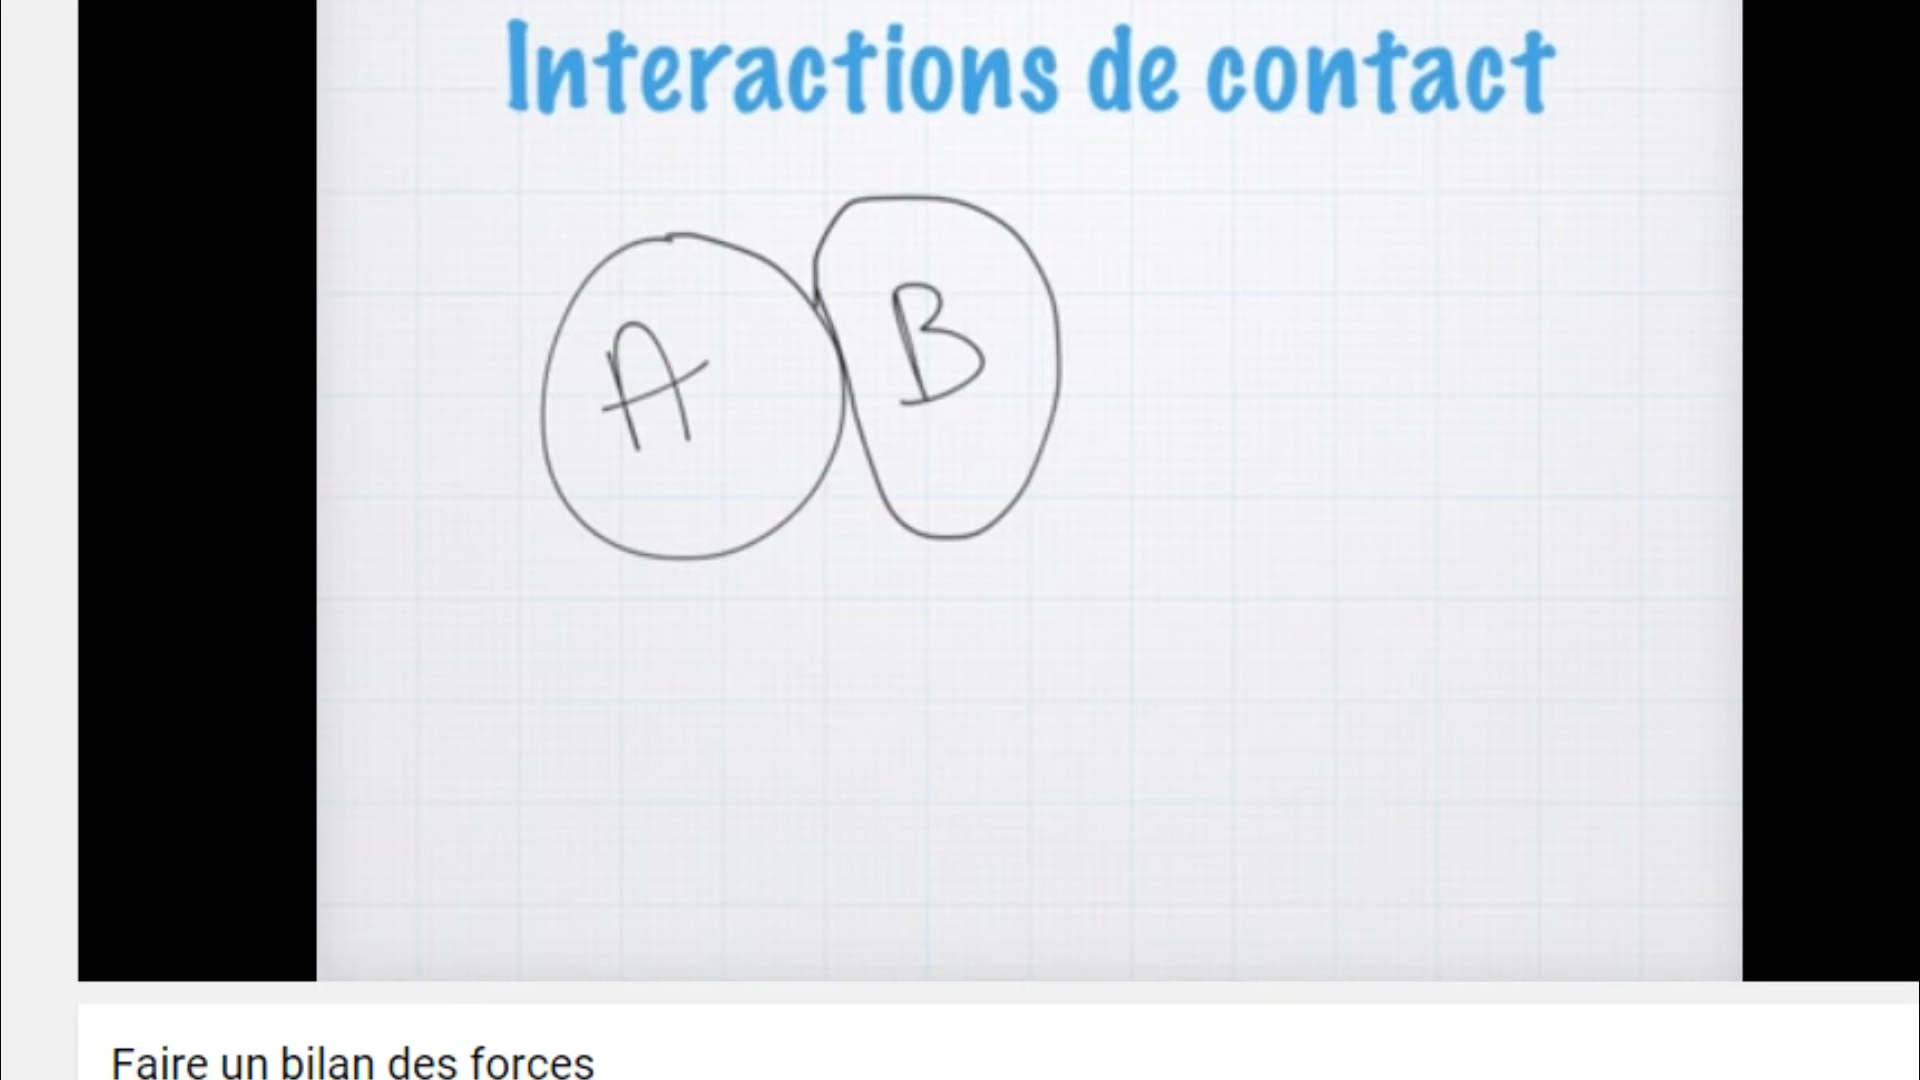 Interactions de contact
A B
Faire un bilan des forces